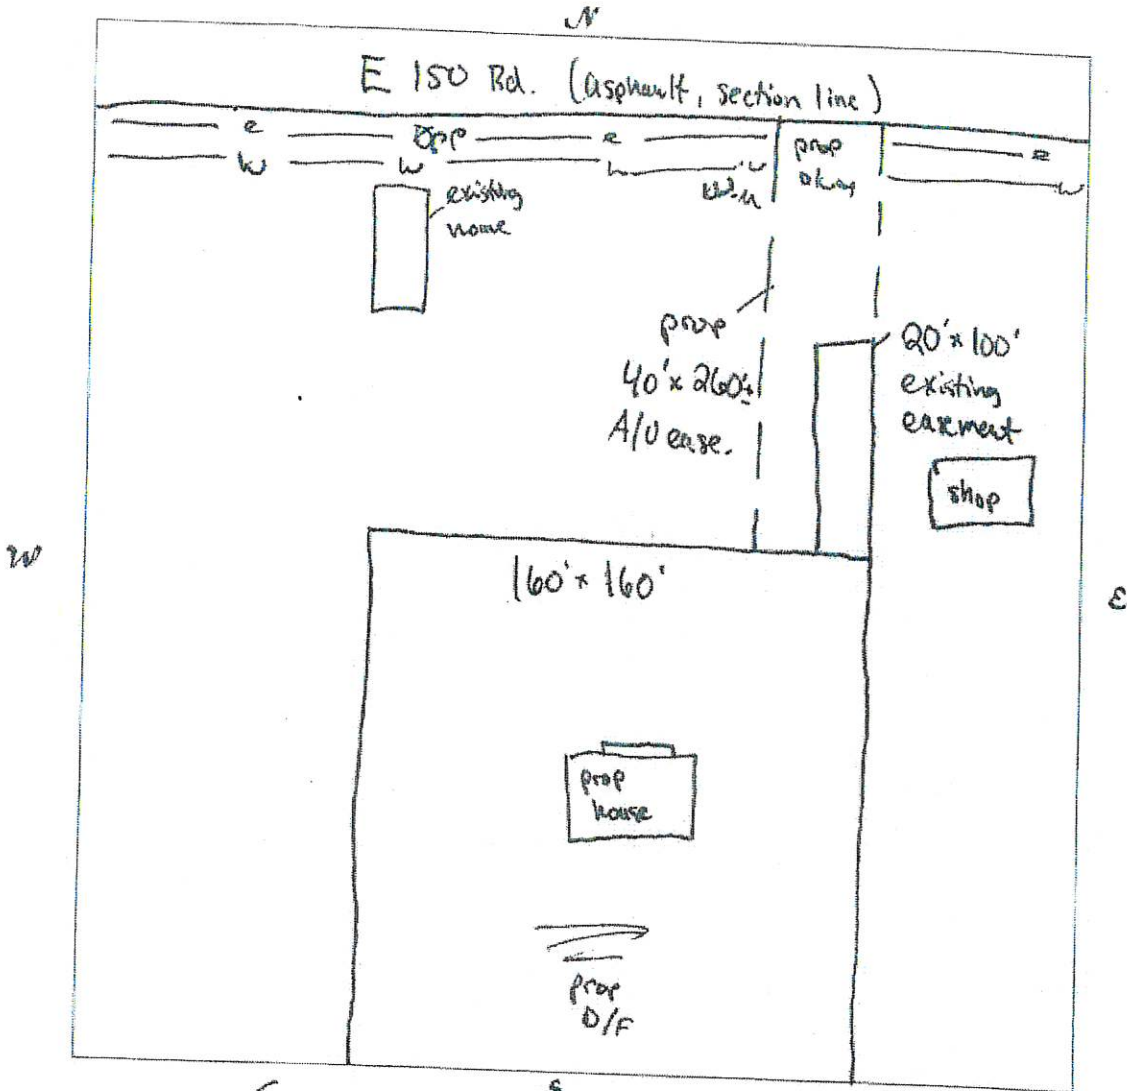 N
E 150 Rd. (asphault, section line)
e
OPP
e
e
W
W
W
W
W.M
W
prop
dway
existing
home
prop
40' x 260'±
A/U ease.
20' x 100'
existing
easement
shop
W
E
160' x 160'
prop
house
prop
D/F
S